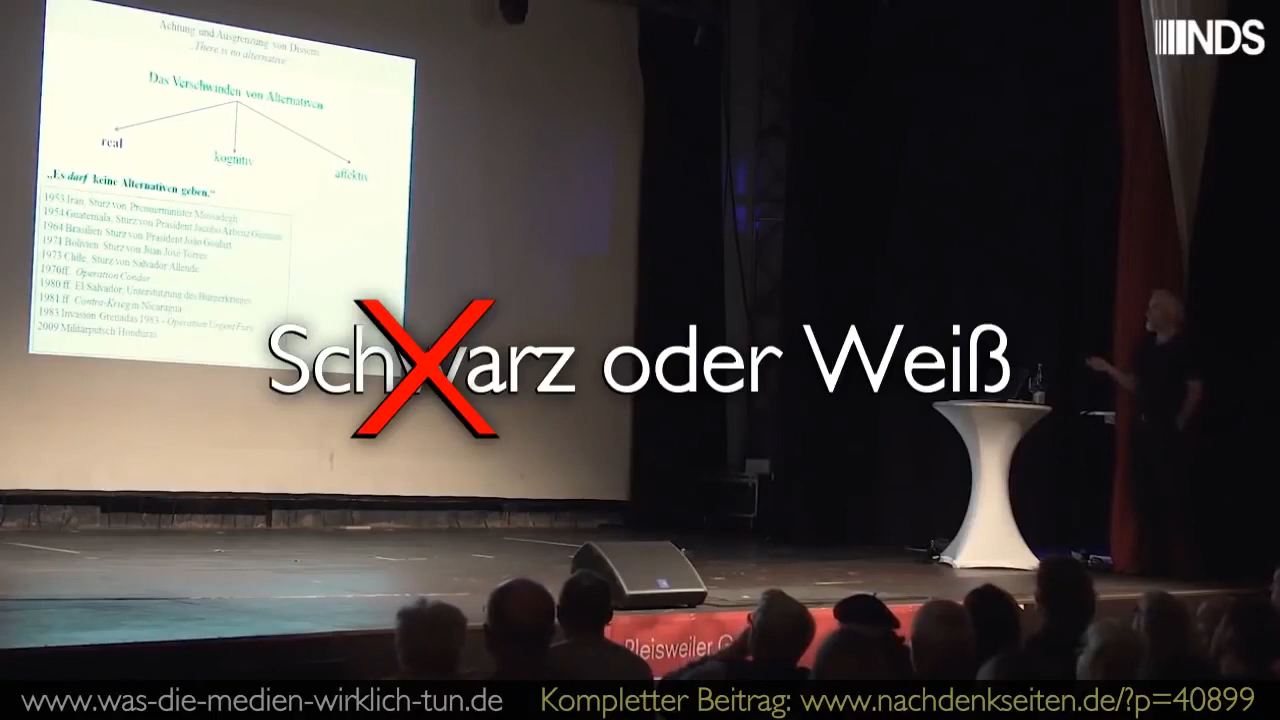 NDS
Achtung und Ausgrenzung von Dissens
„There is no alternative“
Das Verschwinden von Alternativen
real
kognitiv
affektiv
„Es darf keine Alternativen geben.“
1953 Iran, Sturz von Premierminister Mossadegh
1954 Guatemala, Sturz von Präsident Jacobo Arbenz Guzmán
1964 Brasilien Sturz von Präsident João Goulart
1971 Bolivien Sturz von Juan José Torres
1973 Chile, Sturz von Salvador Allende
1970ff. Operation Condor
1980 ff. El Salvador, Unterstützung des Bürgerkrieges
1981 ff. Contra-Krieg in Nicaragua
1983 Invasion Grenadas 1983 - Operation Urgent Fury
2009 Militärputsch Honduras
Schwarz oder Weiß
Pleisweiler G
www.was-die-medien-wirklich-tun.de Kompletter Beitrag: www.nachdenkseiten.de/?p=40899